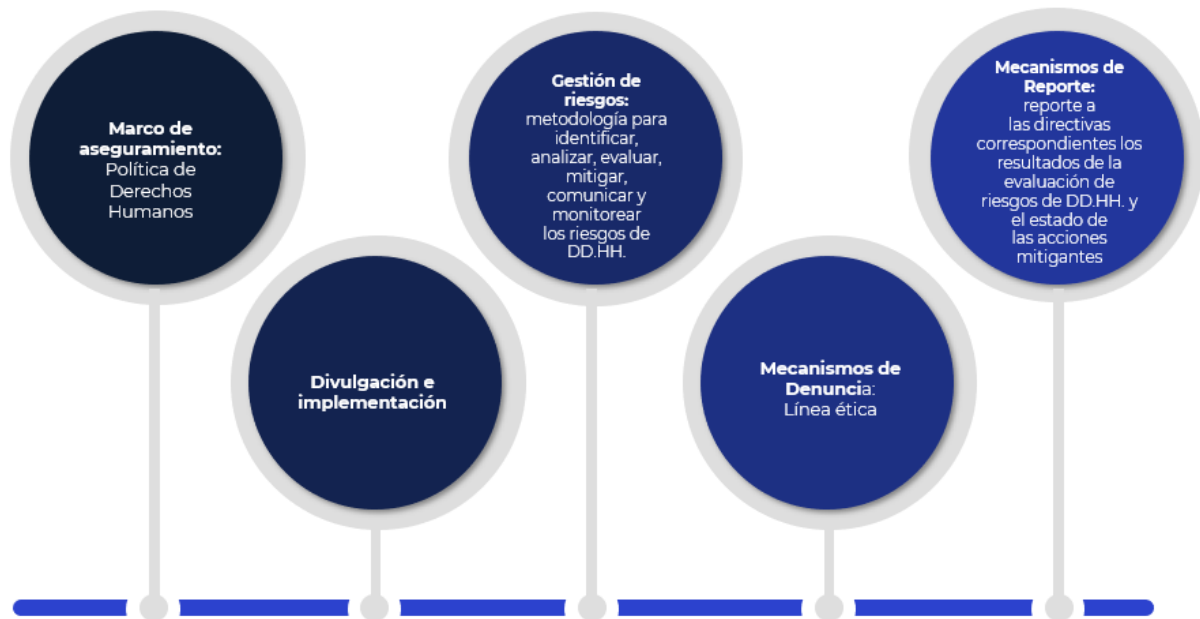 Marco de
aseguramiento:
Política de
Derechos
Humanos
Divulgación e
implementación
Gestión de
riesgos:
metodología para
identificar,
analizar, evaluar,
mitigar,
comunicar y
monitorear
los riesgos de
DD.HH.
Mecanismos de
Denuncia:
Línea ética
Mecanismos de
Reporte:
reporte a
las directivas
correspondientes los
resultados de la
evaluación de
riesgos de DD.HH. y
el estado de
las acciones
mitigantes